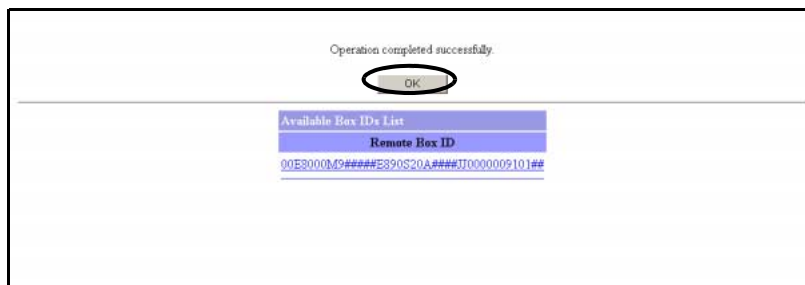 Operation completed successfully.
OK
Available Box IDs List
Remote Box ID
00E8000M9#####E890S20A####JJ0000009101##